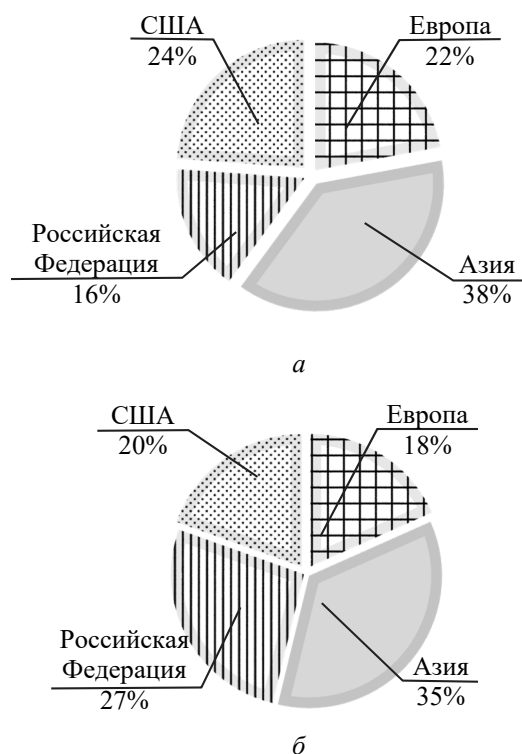 США
24%
Европа
22%
Российская
Федерация
16%
Азия
38%
а
США
20%
Европа
18%
Российская
Федерация
27%
Азия
35%
б